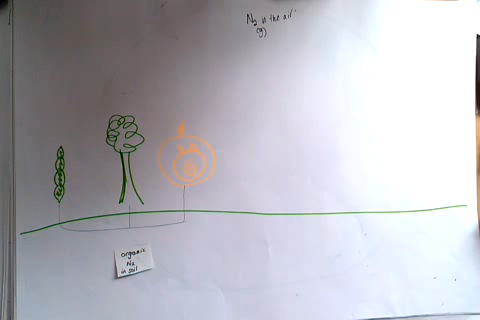 N2 in the air
(g)
organic
N2
in soil